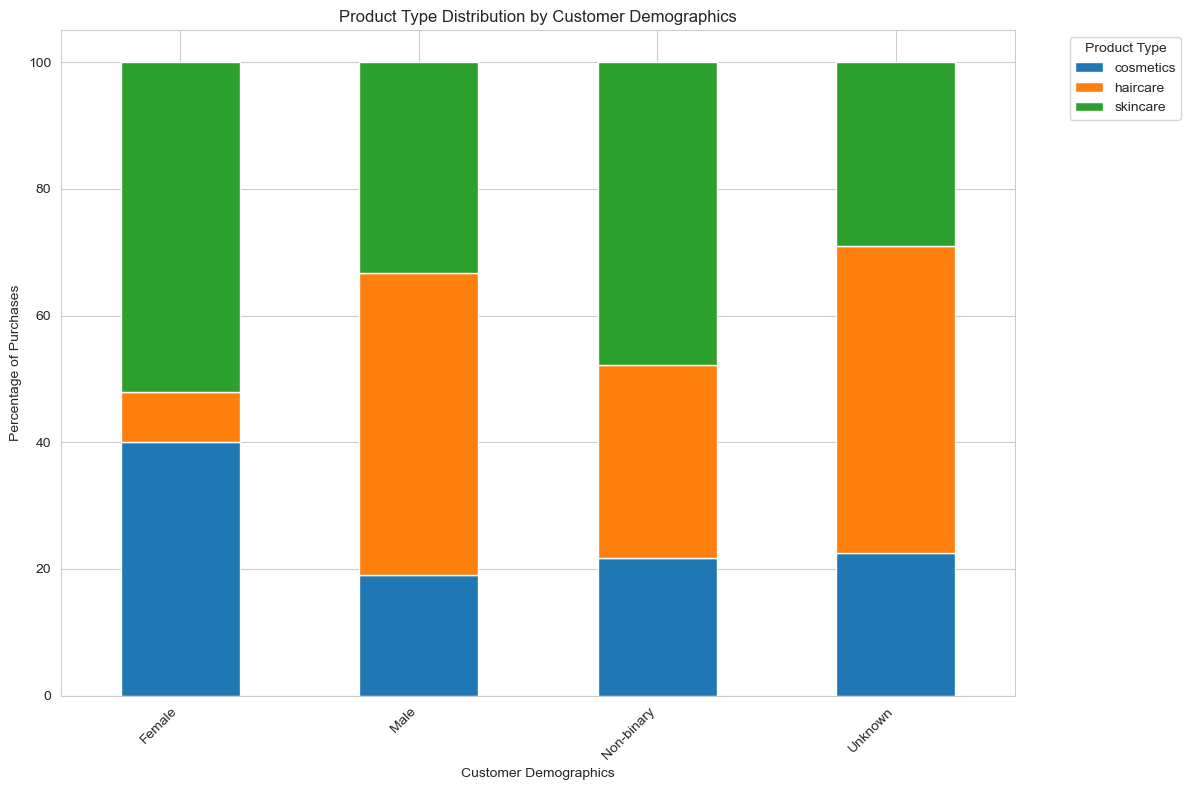 Product Type Distribution by Customer Demographics
Product Type
cosmetics
haircare
skincare
Percentage of Purchases
100
80
60
40
20
0
Female
Male
Non-binary
Unknown
Customer Demographics